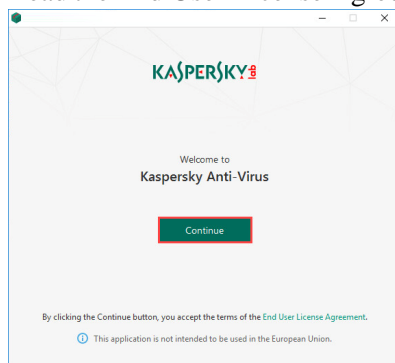 KASPERSKY lab
Welcome to
Kaspersky Anti-Virus
Continue
By clicking the Continue button, you accept the terms of the End User License Agreement.
This application is not intended to be used in the European Union.